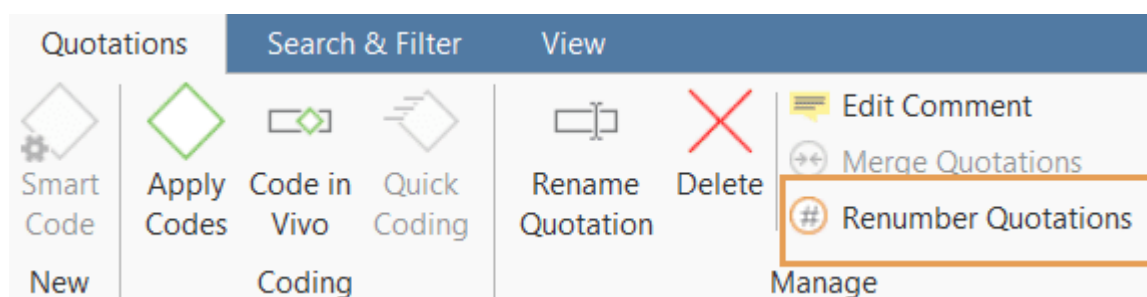 Quotations Search & Filter View
Smart Code
Apply Codes
Code in Vivo
Quick Coding
Rename Quotation
Delete
Edit Comment
Merge Quotations
# Renumber Quotations
New Coding Manage